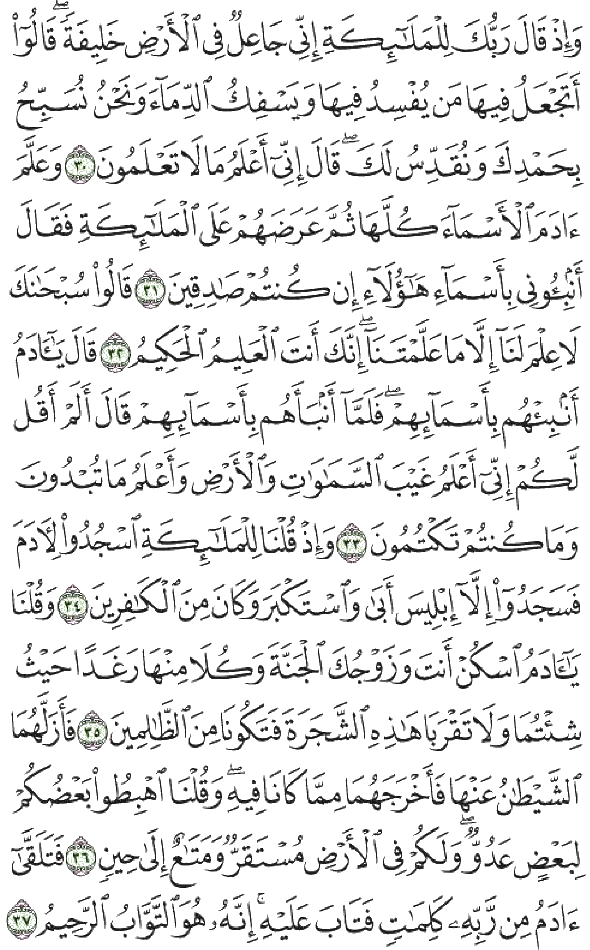 وَإِذۡ قَالَ رَبُّكَ لِلۡمَلَٰٓئِكَةِ إِنِّي جَاعِلٞ فِي ٱلۡأَرۡضِ خَلِيفَةٗۖ قَالُوٓاْ
أَتَجۡعَلُ فِيهَا مَن يُفۡسِدُ فِيهَا وَيَسۡفِكُ ٱلدِّمَآءَ وَنَحۡنُ نُسَبِّحُ
بِحَمۡدِكَ وَنُقَدِّسُ لَكَۖ قَالَ إِنِّيٓ أَعۡلَمُ مَا لَا تَعۡلَمُونَ ٣٠ وَعَلَّمَ
ءَادَمَ ٱلۡأَسۡمَآءَ كُلَّهَا ثُمَّ عَرَضَهُمۡ عَلَى ٱلۡمَلَٰٓئِكَةِ فَقَالَ
أَنۢبِـُٔونِي بِأَسۡمَآءِ هَٰٓؤُلَآءِ إِن كُنتُمۡ صَٰدِقِينَ ٣١ قَالُواْ سُبۡحَٰنَكَ
لَا عِلۡمَ لَنَآ إِلَّا مَا عَلَّمۡتَنَآۖ إِنَّكَ أَنتَ ٱلۡعَلِيمُ ٱلۡحَكِيمُ ٣٢ قَالَ يَٰٓـَٔادَمُ
أَنۢبِئۡهُم بِأَسۡمَآئِهِمۡۖ فَلَمَّآ أَنۢبَأَهُم بِأَسۡمَآئِهِمۡ قَالَ أَلَمۡ أَقُل
لَّكُمۡ إِنِّيٓ أَعۡلَمُ غَيۡبَ ٱلسَّمَٰوَٰتِ وَٱلۡأَرۡضِ وَأَعۡلَمُ مَا تُبۡدُونَ
وَمَا كُنتُمۡ تَكۡتُمُونَ ٣٣ وَإِذۡ قُلۡنَا لِلۡمَلَٰٓئِكَةِ ٱسۡجُدُواْ لِأٓدَمَ
فَسَجَدُوٓاْ إِلَّآ إِبۡلِيسَ أَبَىٰ وَٱسۡتَكۡبَرَ وَكَانَ مِنَ ٱلۡكَٰفِرِينَ ٣٤ وَقُلۡنَا
يَٰٓـَٔادَمُ ٱسۡكُنۡ أَنتَ وَزَوۡجُكَ ٱلۡجَنَّةَ وَكُلَا مِنۡهَا رَغَدًا حَيۡثُ
شِئۡتُمَا وَلَا تَقۡرَبَا هَٰذِهِ ٱلشَّجَرَةَ فَتَكُونَا مِنَ ٱلظَّٰلِمِينَ ٣٥ فَأَزَلَّهُمَا
ٱلشَّيۡطَٰنُ عَنۡهَا فَأَخۡرَجَهُمَا مِمَّا كَانَا فِيهِۖ وَقُلۡنَا ٱهۡبِطُواْ بَعۡضُكُمۡ
لِبَعۡضٍ عَدُوّٞۖ وَلَكُمۡ فِي ٱلۡأَرۡضِ مُسۡتَقَرّٞ وَمَتَٰعٌ إِلَىٰ حِينٖ ٣٦ فَتَلَقَّىٰٓ
ءَادَمُ مِن رَّبِّهِۦ كَلِمَٰتٖ فَتَابَ عَلَيۡهِۚ إِنَّهُۥ هُوَ ٱلتَّوَّابُ ٱلرَّحِيمُ ٣٧